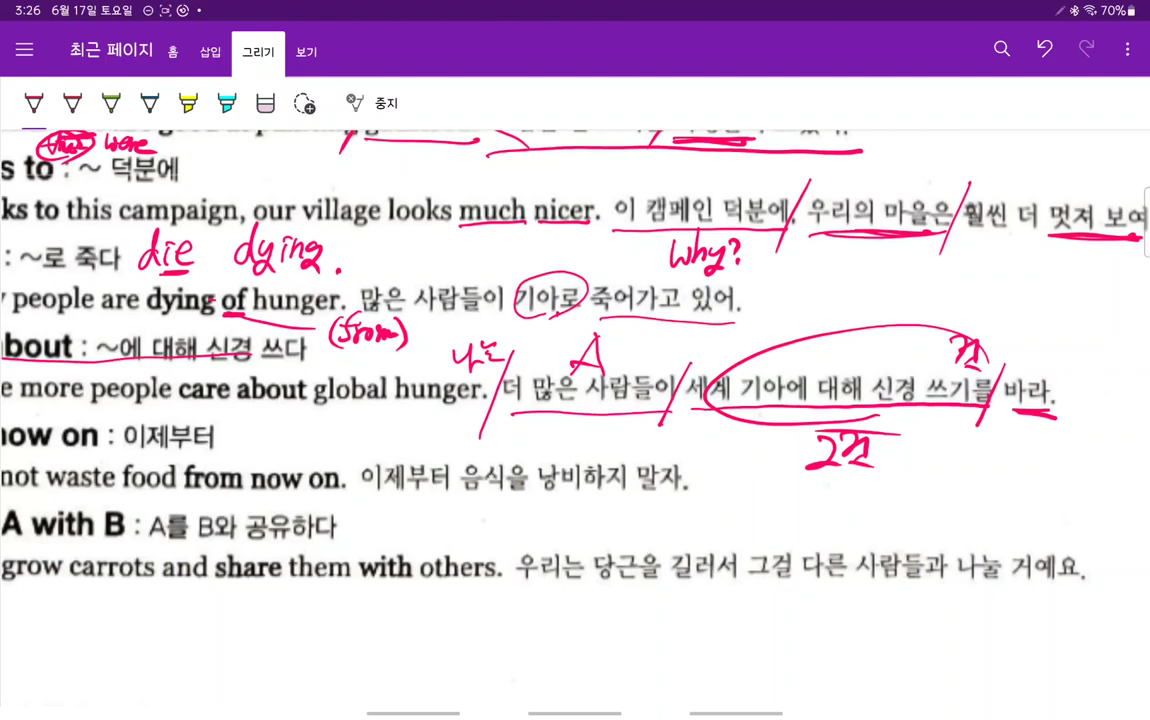 3:26 6월 17일 토요일 70%
최근 페이지 홈 삽입 그리기 보기
중지
were
s to : ~ 덕분에
ks to this campaign, our village looks much nicer. 이 캠페인 덕분에, 우리의 마을은 훨씬 더 멋져 보여
why?
: ~로 죽다 die dying.
people are dying of hunger. 많은 사람들이 기아로 죽어가고 있어.
(from)
bout : ~에 대해 신경 쓰다
나는 A 것
e more people care about global hunger. 더 많은 사람들이 세계 기아에 대해 신경 쓰기를 바라.
now on : 이제부터
not waste food from now on. 이제부터 음식을 낭비하지 말자.
A with B : A를 B와 공유하다
grow carrots and share them with others. 우리는 당근을 길러서 그걸 다른 사람들과 나눌 거예요.